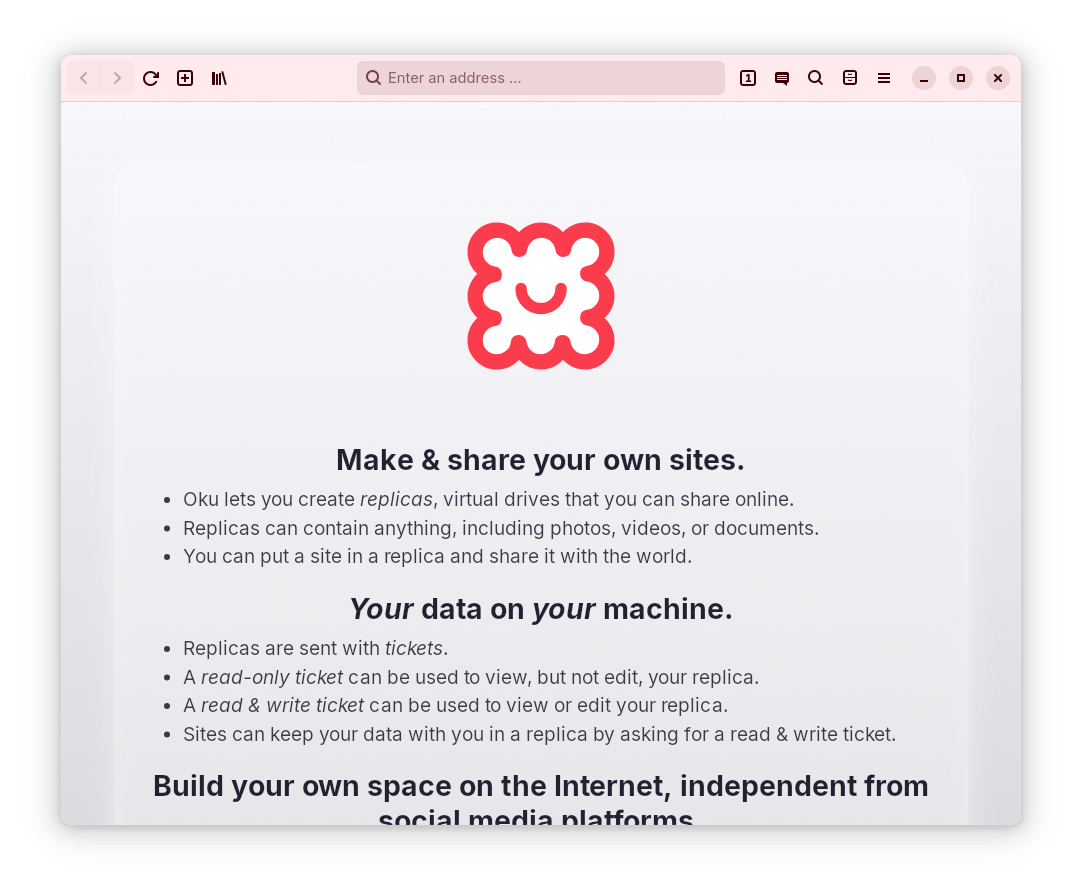 Enter an address ...
1
Make & share your own sites.
• Oku lets you create replicas, virtual drives that you can share online.
• Replicas can contain anything, including photos, videos, or documents.
• You can put a site in a replica and share it with the world.
Your data on your machine.
• Replicas are sent with tickets.
• A read-only ticket can be used to view, but not edit, your replica.
• A read & write ticket can be used to view or edit your replica.
• Sites can keep your data with you in a replica by asking for a read & write ticket.
Build your own space on the Internet, independent from
social media platforms